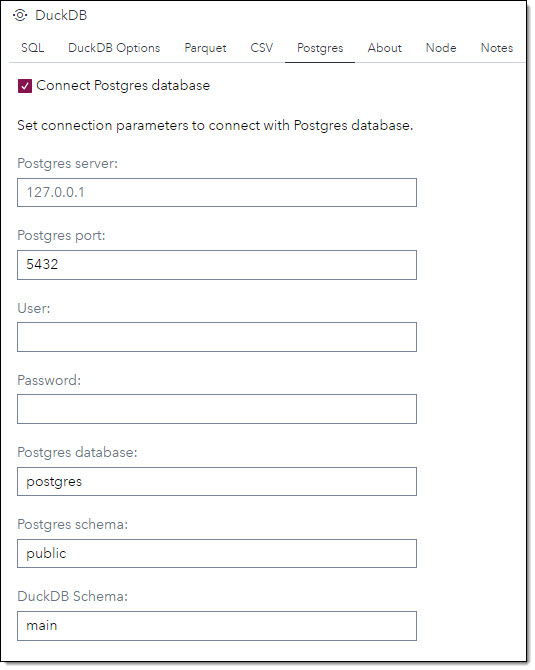 DuckDB
SQL DuckDB Options Parquet CSV Postgres About Node Notes
Connect Postgres database
Set connection parameters to connect with Postgres database.
Postgres server:
127.0.0.1
Postgres port:
5432
User:
Password:
Postgres database:
postgres
Postgres schema:
public
DuckDB Schema:
main